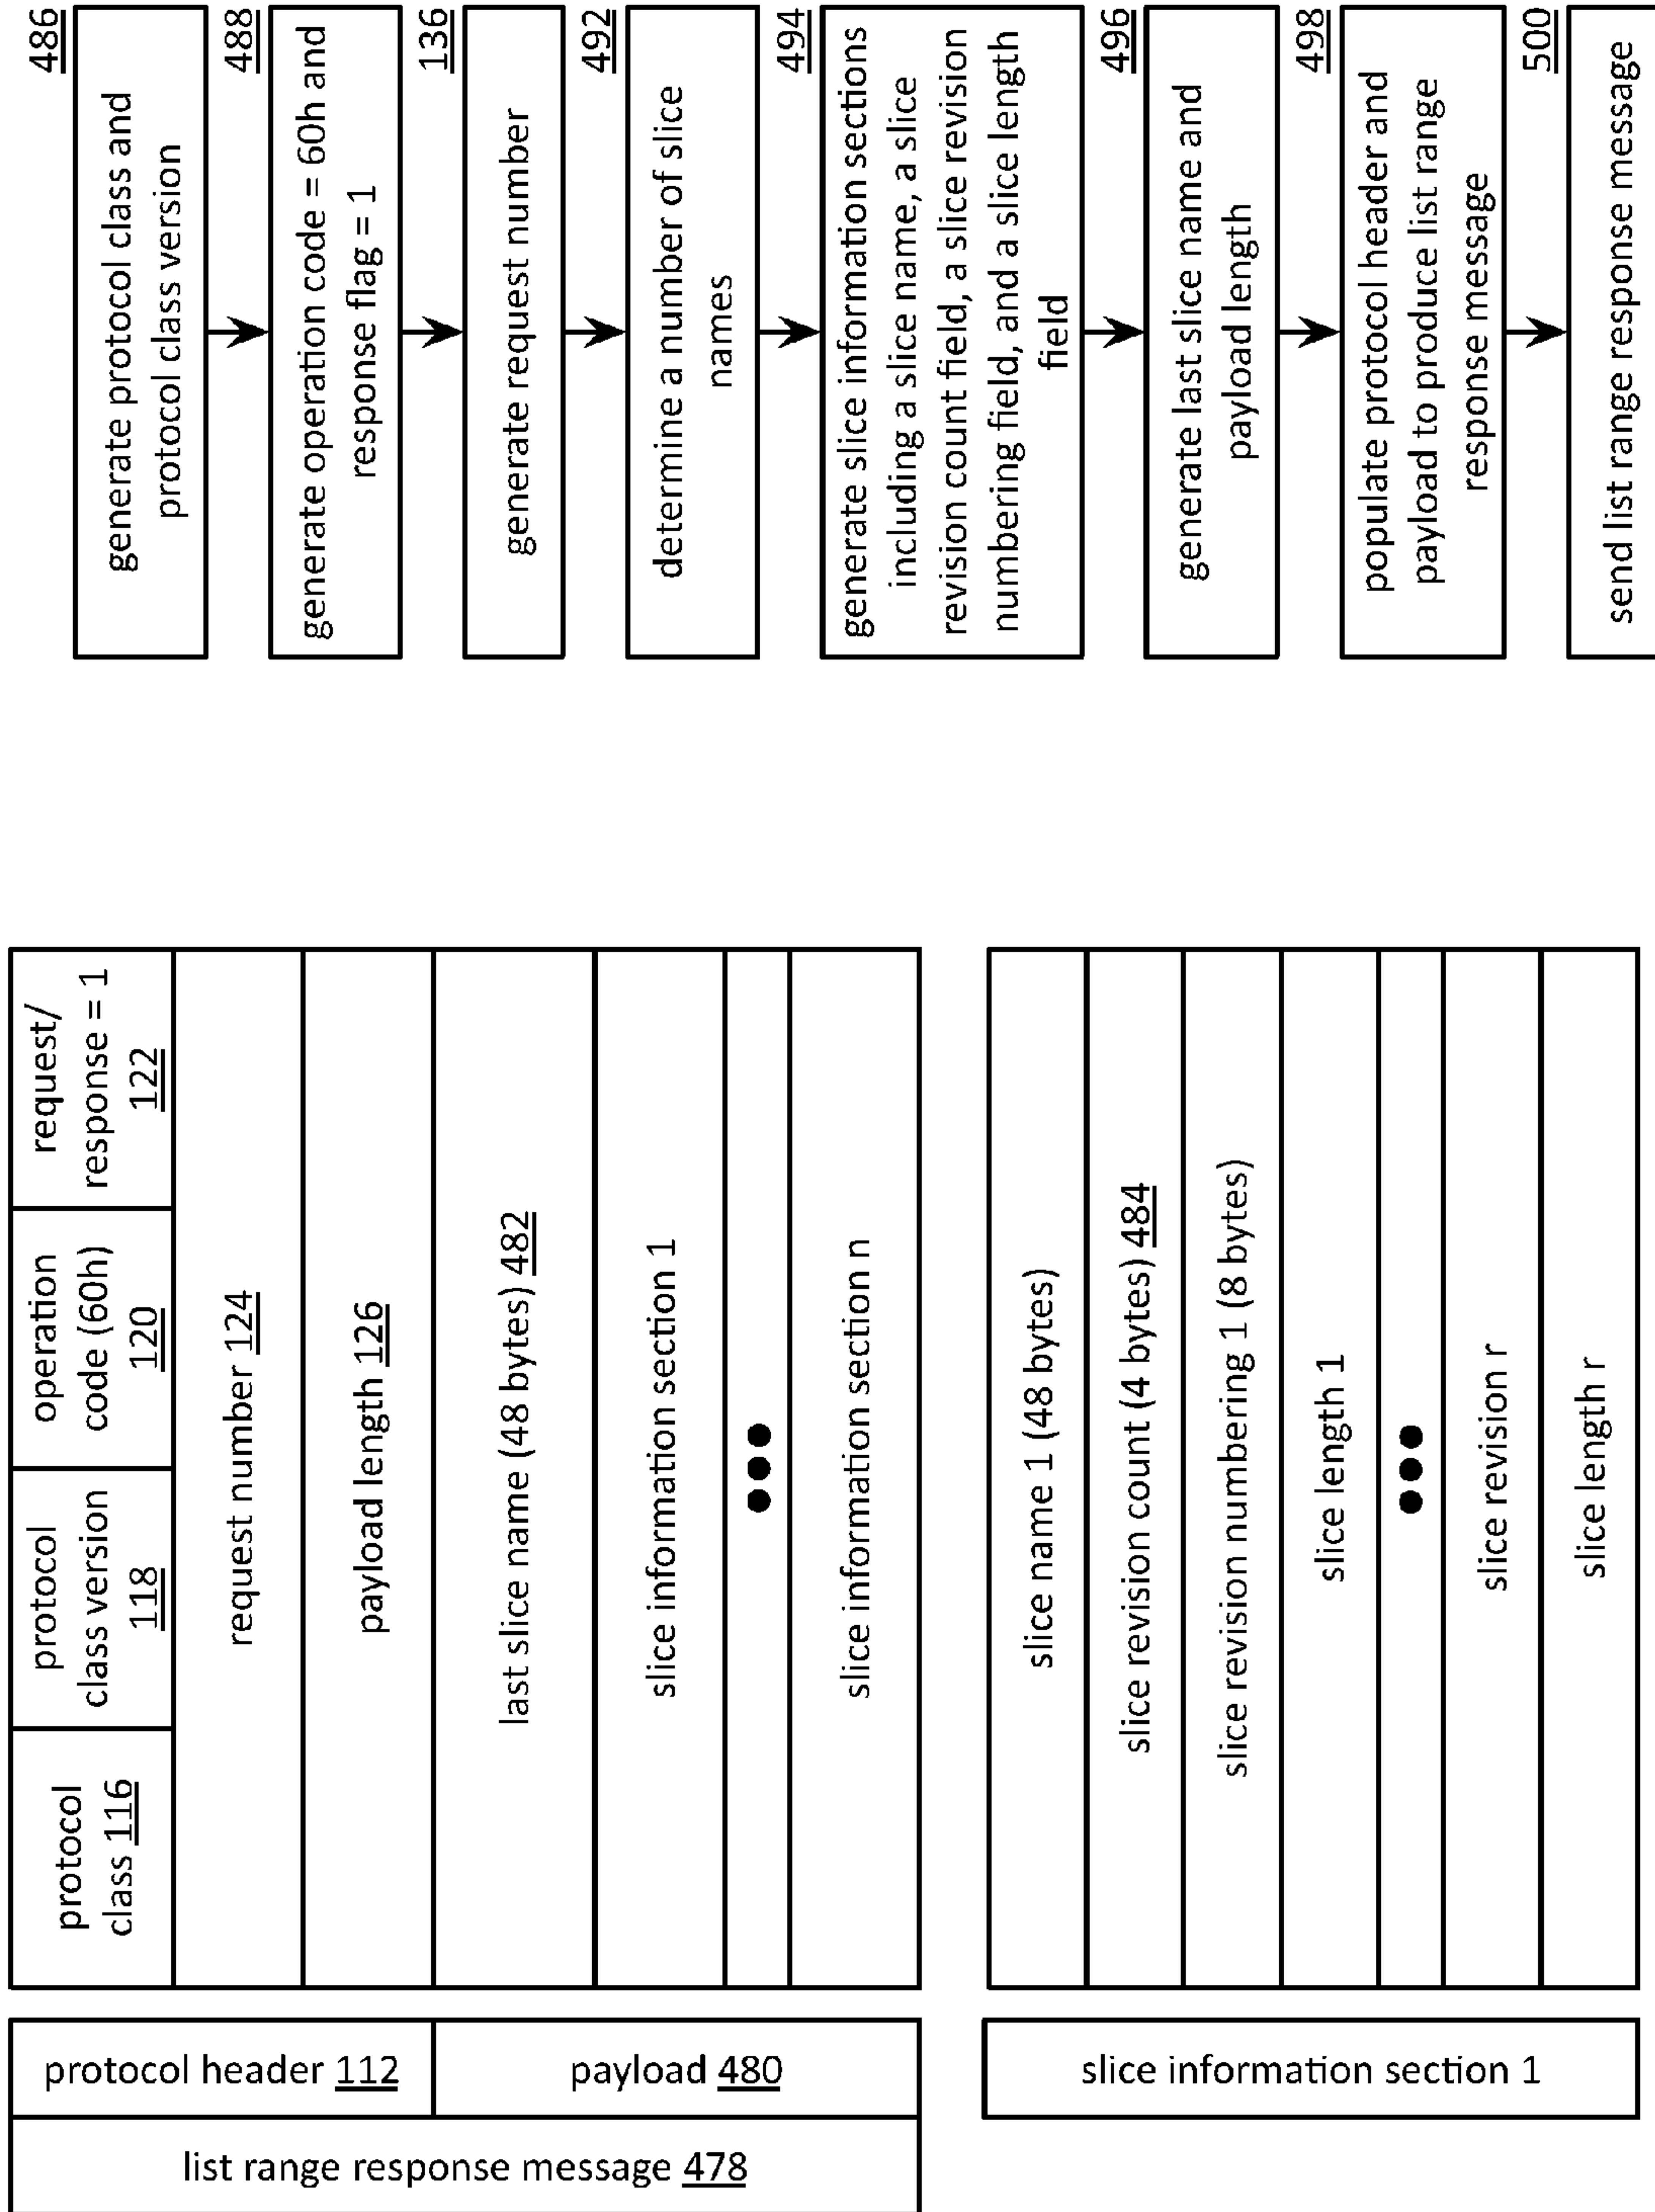 list range response message 478
protocol header 112
payload 480
protocol
class 116
protocol
class version
118
operation
code (60h)
120
request/
response = 1
122
request number 124
payload length 126
last slice name (48 bytes) 482
slice information section 1
slice information section n
slice information section 1
slice name 1 (48 bytes)
slice revision count (4 bytes) 484
slice revision numbering 1 (8 bytes)
slice length 1
slice revision r
slice length r
486
generate protocol class and
protocol class version
488
generate operation code = 60h and
response flag = 1
136
generate request number
492
determine a number of slice
names
494
generate slice information sections
including a slice name, a slice
revision count field, a slice revision
numbering field, and a slice length
field
496
generate last slice name and
payload length
498
populate protocol header and
payload to produce list range
response message
500
send list range response message